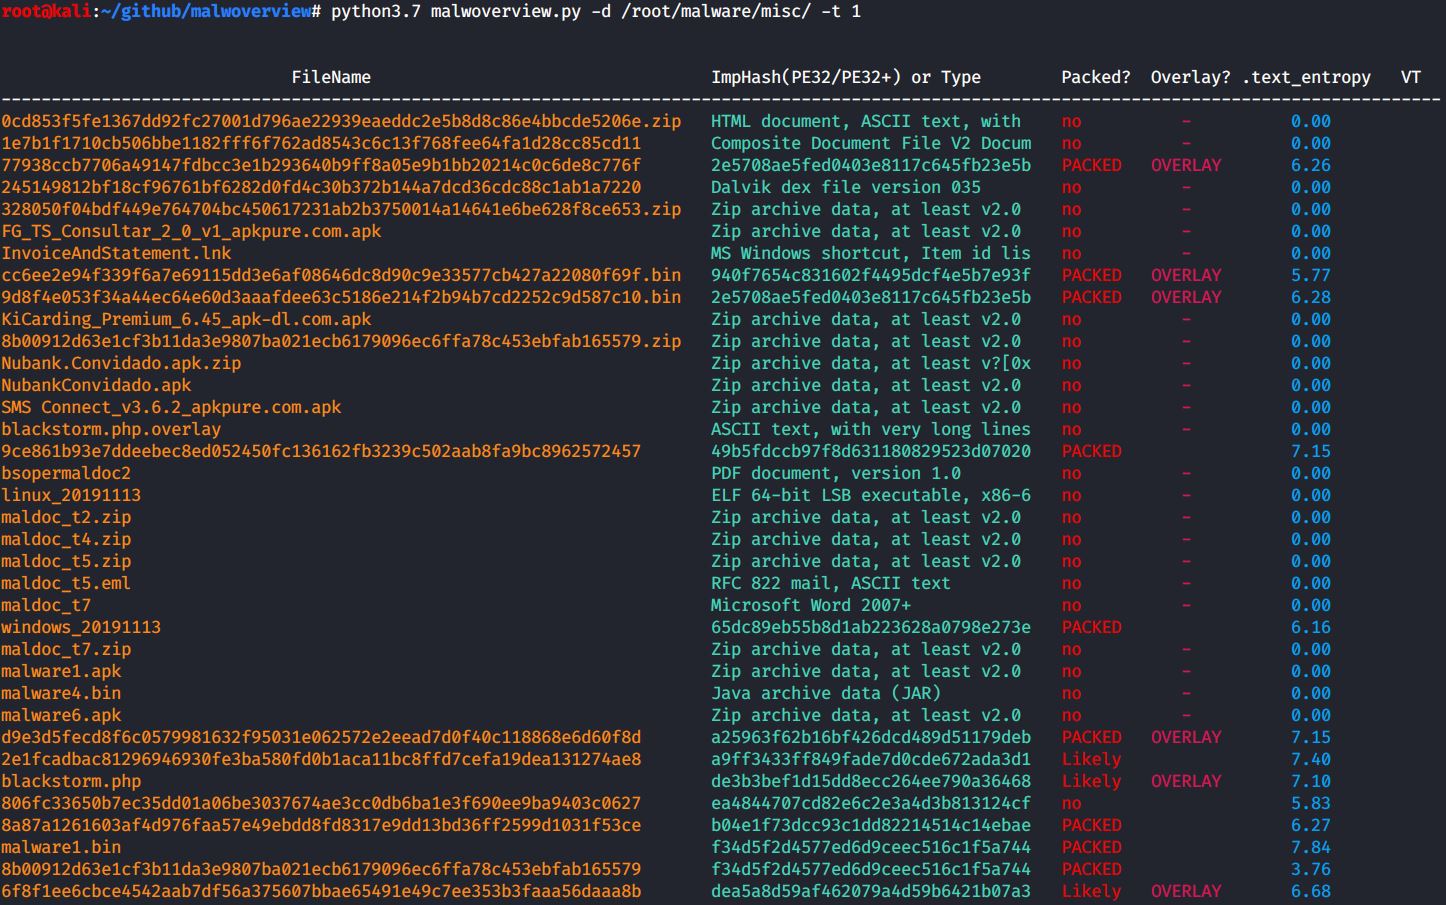 root@kali:~/github/malwoverview# python3.7 malwoverview.py -d /root/malware/misc/ -t 1
FileName ImpHash(PE32/PE32+) or Type Packed? Overlay? .text_entropy VT
--------------------------------------------------------------------------------------------------------------------------------------------
0cd853f5fe1367dd92fc27001d796ae22939eaeddc2e5b8d8c86e4bbcde5206e.zip HTML document, ASCII text, with no - 0.00
1e7b1f1710cb506bbe1182fff6f762ad8543c6c13f768fee64fa1d28cc85cd11 Composite Document File V2 Docum no - 0.00
77938ccb7706a49147fdbcc3e1b293640b9ff8a05e9b1bb20214c0c6de8c776f 2e5708ae5fed0403e8117c645fb23e5b PACKED OVERLAY 6.26
245149812bf18cf96761bf6282d0fd4c30b372b144a7dcd36cdc88c1ab1a7220 Dalvik dex file version 035 no - 0.00
328050f04bdf449e764704bc450617231ab2b3750014a14641e6be628f8ce653.zip Zip archive data, at least v2.0 no - 0.00
FG_TS_Consultar_2_0_v1_apkpure.com.apk Zip archive data, at least v2.0 no - 0.00
InvoiceAndStatement.lnk MS Windows shortcut, Item id lis no - 0.00
cc6ee2e94f339f6a7e69115dd3e6af08646dc8d90c9e33577cb427a22080f69f.bin 940f7654c831602f4495dcf4e5b7e93f PACKED OVERLAY 5.77
9d8f4e053f34a44ec64e60d3aaafdee63c5186e214f2b94b7cd2252c9d587c10.bin 2e5708ae5fed0403e8117c645fb23e5b PACKED OVERLAY 6.28
KiCarding_Premium_6.45_apk-dl.com.apk Zip archive data, at least v2.0 no - 0.00
8b00912d63e1cf3b11da3e9807ba021ecb6179096ec6ffa78c453ebfab165579.zip Zip archive data, at least v2.0 no - 0.00
Nubank.Convidado.apk.zip Zip archive data, at least v?[0x no - 0.00
NubankConvidado.apk Zip archive data, at least v2.0 no - 0.00
SMS Connect_v3.6.2_apkpure.com.apk Zip archive data, at least v2.0 no - 0.00
blackstorm.php.overlay ASCII text, with very long lines no - 0.00
9ce861b93e7ddeebec8ed052450fc136162fb3239c502aab8fa9bc8962572457 49b5fdccb97f8d631180829523d07020 PACKED 7.15
bsopermaldoc2 PDF document, version 1.0 no - 0.00
linux_20191113 ELF 64-bit LSB executable, x86-6 no - 0.00
maldoc_t2.zip Zip archive data, at least v2.0 no - 0.00
maldoc_t4.zip Zip archive data, at least v2.0 no - 0.00
maldoc_t5.zip Zip archive data, at least v2.0 no - 0.00
maldoc_t5.eml RFC 822 mail, ASCII text no - 0.00
maldoc_t7 Microsoft Word 2007+ no - 0.00
windows_20191113 65dc89eb55b8d1ab223628a0798e273e PACKED 6.16
maldoc_t7.zip Zip archive data, at least v2.0 no - 0.00
malware1.apk Zip archive data, at least v2.0 no - 0.00
malware4.bin Java archive data (JAR) no - 0.00
malware6.apk Zip archive data, at least v2.0 no - 0.00
d9e3d5fecd8f6c0579981632f95031e062572e2eead7d0f40c118868e6d60f8d a25963f62b16bf426dcd489d51179deb PACKED OVERLAY 7.15
2e1fcadbac81296946930fe3ba580fd0b1aca11bc8ffd7cefa19dea131274ae8 a9ff3433ff849fade7d0cde672ada3d1 Likely 7.40
blackstorm.php de3b3bef1d15dd8ecc264ee790a36468 Likely OVERLAY 7.10
806fc33650b7ec35dd01a06be3037674ae3cc0db6ba1e3f690ee9ba9403c0627 ea4844707cd82e6c2e3a4d3b813124cf no 5.83
8a87a1261603af4d976faa57e49ebdd8fd8317e9dd13bd36ff2599d1031f53ce b04e1f73dcc93c1dd82214514c14ebae PACKED 6.27
malware1.bin f34d5f2d4577ed6d9ceec516c1f5a744 PACKED 7.84
8b00912d63e1cf3b11da3e9807ba021ecb6179096ec6ffa78c453ebfab165579 f34d5f2d4577ed6d9ceec516c1f5a744 PACKED 3.76
6f8f1ee6cbce4542aab7df56a375607bbae65491e49c7ee353b3faaa56daaa8b dea5a8d59af462079a4d59b6421b07a3 Likely OVERLAY 6.68